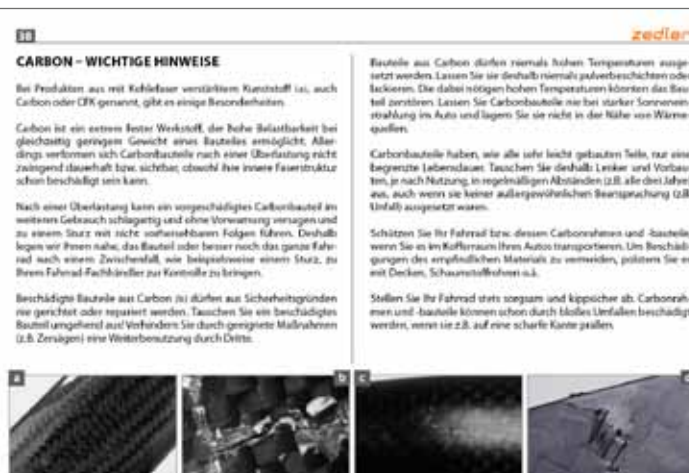 38
zedler
CARBON – WICHTIGE HINWEISE
Bei Produkten aus mit Kohlefaser verstärktem Kunststoff (a), auch
Carbon oder CFK genannt, gibt es einige Besonderheiten.
Carbon ist ein extrem fester Werkstoff, der hohe Belastbarkeit bei
gleichzeitig geringem Gewicht eines Bauteiles ermöglicht. Aller-
dings verformen sich Carbonbauteile nach einer Überlastung nicht
zwingend dauerhaft bzw. sichtbar, obwohl ihre innere Faserstruktur
schon beschädigt sein kann.
Nach einer Überlastung kann ein vorgeschädigtes Carbonbauteil im
weiteren Gebrauch schlagartig und ohne Vorwarnung versagen und
zu einem Sturz mit nicht vorhersehbaren Folgen führen. Deshalb
legen wir Ihnen nahe, das Bauteil oder besser noch das ganze Fahr-
rad nach einem Zwischenfall, wie beispielsweise einem Sturz, zu
Ihrem Fahrrad-Fachhändler zur Kontrolle zu bringen.
Beschädigte Bauteile aus Carbon (b) dürfen aus Sicherheitsgründen
nie gerichtet oder repariert werden. Tauschen Sie ein beschädigtes
Bauteil umgehend aus! Verhindern Sie durch geeignete Maßnahmen
(z.B. Zersägen) eine Weiterbenutzung durch Dritte.
Bauteile aus Carbon dürfen niemals hohen Temperaturen ausge-
setzt werden. Lassen Sie sie deshalb niemals pulverbeschichten oder
lackieren. Die dabei nötigen hohen Temperaturen könnten das Bau-
teil zerstören. Lassen Sie Carbonbauteile nie bei starker Sonnenein-
strahlung im Auto und lagern Sie sie nicht in der Nähe von Wärme-
quellen.
Carbonbauteile haben, wie alle sehr leicht gebauten Teile, nur eine
begrenzte Lebensdauer. Tauschen Sie deshalb Lenker und Vorbau-
ten, je nach Nutzung, in regelmäßigen Abständen (z.B. alle drei Jahre)
aus, auch wenn sie keiner außergewöhnlichen Beanspruchung (z.B.
Unfall) ausgesetzt waren.
Schützen Sie Ihr Fahrrad bzw. dessen Carbonrahmen und -bauteile,
wenn Sie es im Kofferraum Ihres Autos transportieren. Um Beschädi-
gungen des empfindlichen Materials zu vermeiden, polstern Sie es
mit Decken, Schaumstoffrohren o.ä.
Stellen Sie Ihr Fahrrad stets sorgsam und kippsicher ab. Carbonrah-
men und -bauteile können schon durch bloßes Umfallen beschädigt
werden, wenn sie z.B. auf eine scharfe Kante prallen.
a
b
c